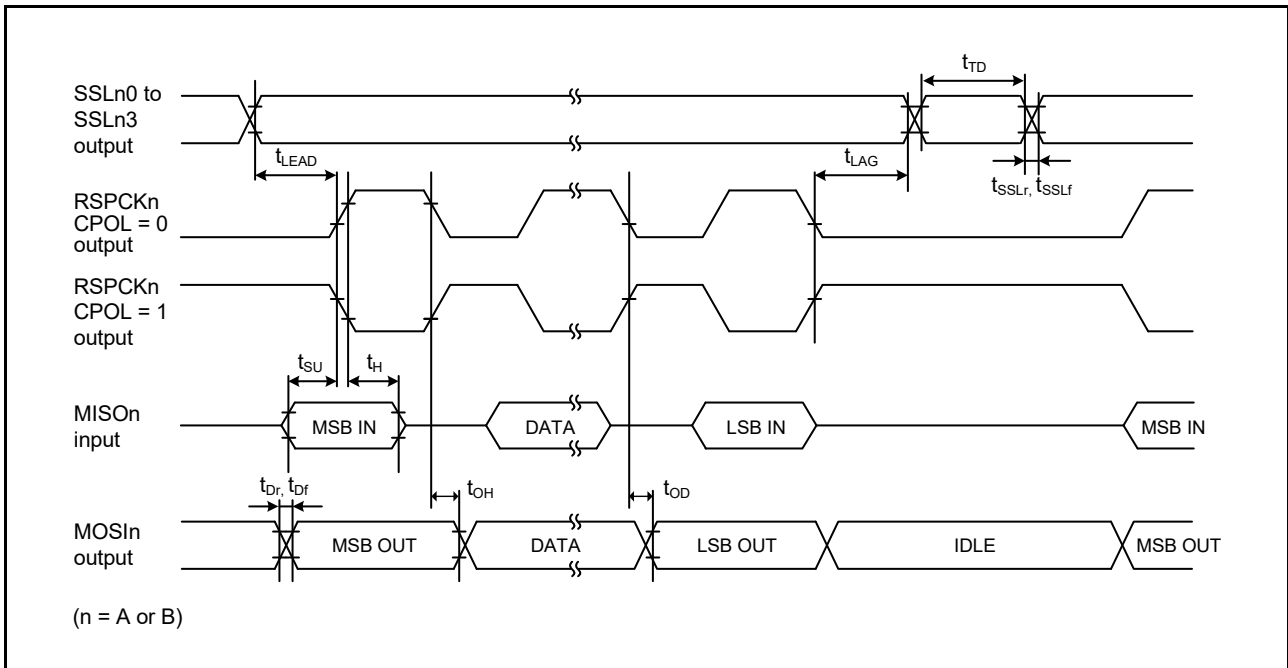 tTD
SSLn0 to
SSLn3
output
tLEAD
tLAG
tSSLr, tSSLf
RSPCKn
CPOL = 0
output
RSPCKn
CPOL = 1
output
tSU
tH
MISOn
input
MSB IN
DATA
LSB IN
MSB IN
tDr, tDf
tOH
tOD
MOSIn
output
MSB OUT
DATA
LSB OUT
IDLE
MSB OUT
(n = A or B)